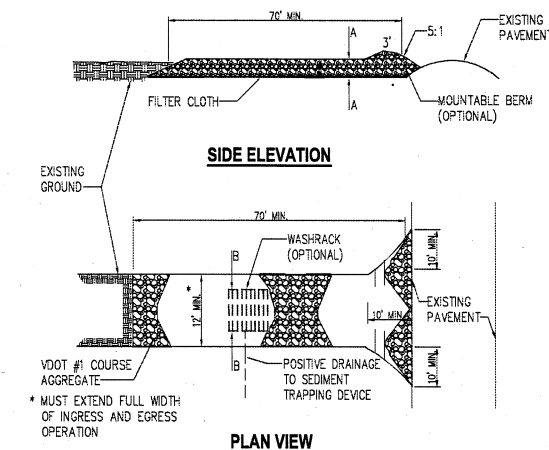 70' MIN.
A
EXISTING
PAVEMENT
3'
5:1
FILTER CLOTH
A
MOUNTABLE BERM
(OPTIONAL)
SIDE ELEVATION
EXISTING
GROUND
70' MIN.
WASHRACK
(OPTIONAL)
B
12' MIN.
*
10' MIN.
10' MIN.
EXISTING
PAVEMENT
10' MIN.
VDOT #1 COURSE
AGGREGATE
B
POSITIVE DRAINAGE
TO SEDIMENT
TRAPPING DEVICE
* MUST EXTEND FULL WIDTH
OF INGRESS AND EGRESS
OPERATION
PLAN VIEW